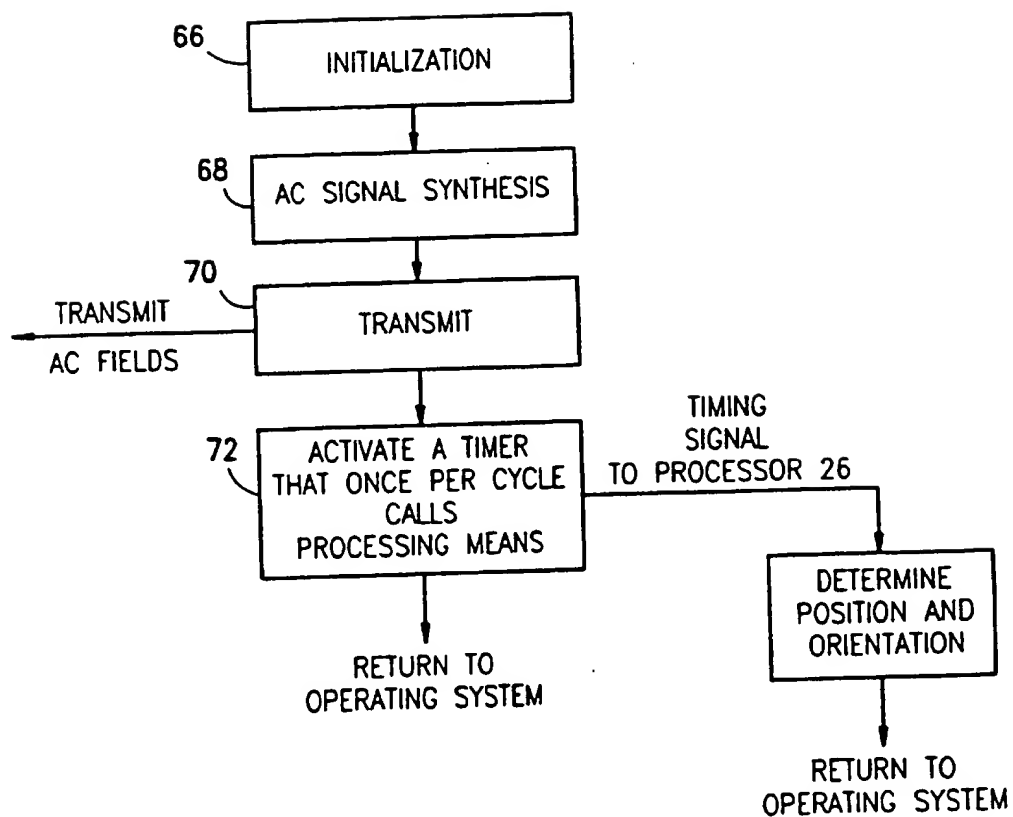 66
INITIALIZATION
68
AC SIGNAL SYNTHESIS
70
TRANSMIT
AC FIELDS
TRANSMIT
72
ACTIVATE A TIMER
THAT ONCE PER CYCLE
CALLS
PROCESSING MEANS
TIMING
SIGNAL
TO PROCESSOR 26
DETERMINE
POSITION AND
ORIENTATION
RETURN TO
OPERATING SYSTEM
RETURN TO
OPERATING SYSTEM